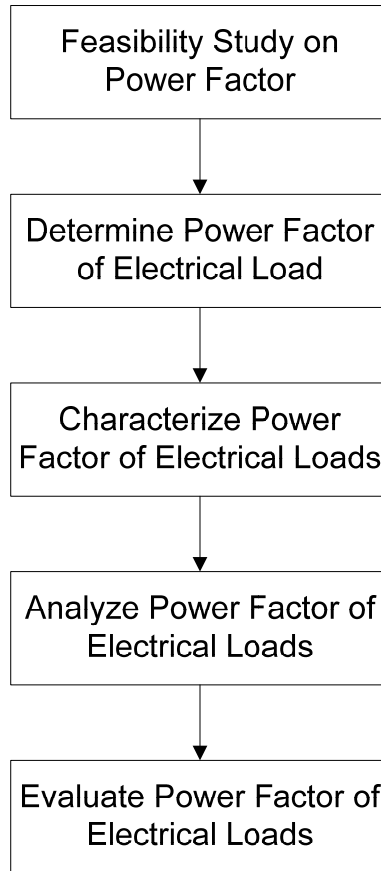 Feasibility Study on
Power Factor
Determine Power Factor
of Electrical Load
Characterize Power
Factor of Electrical Loads
Analyze Power Factor of
Electrical Loads
Evaluate Power Factor of
Electrical Loads